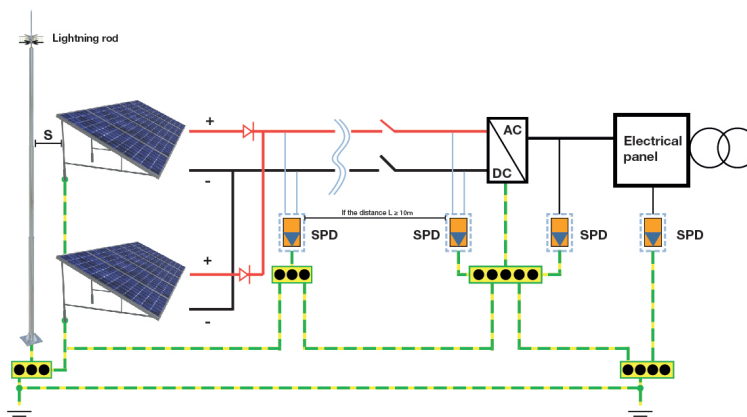 Lightning rod
S
+
-
+
-
If the distance L ≥ 10m
SPD
SPD
AC
DC
SPD
Electrical
panel
SPD